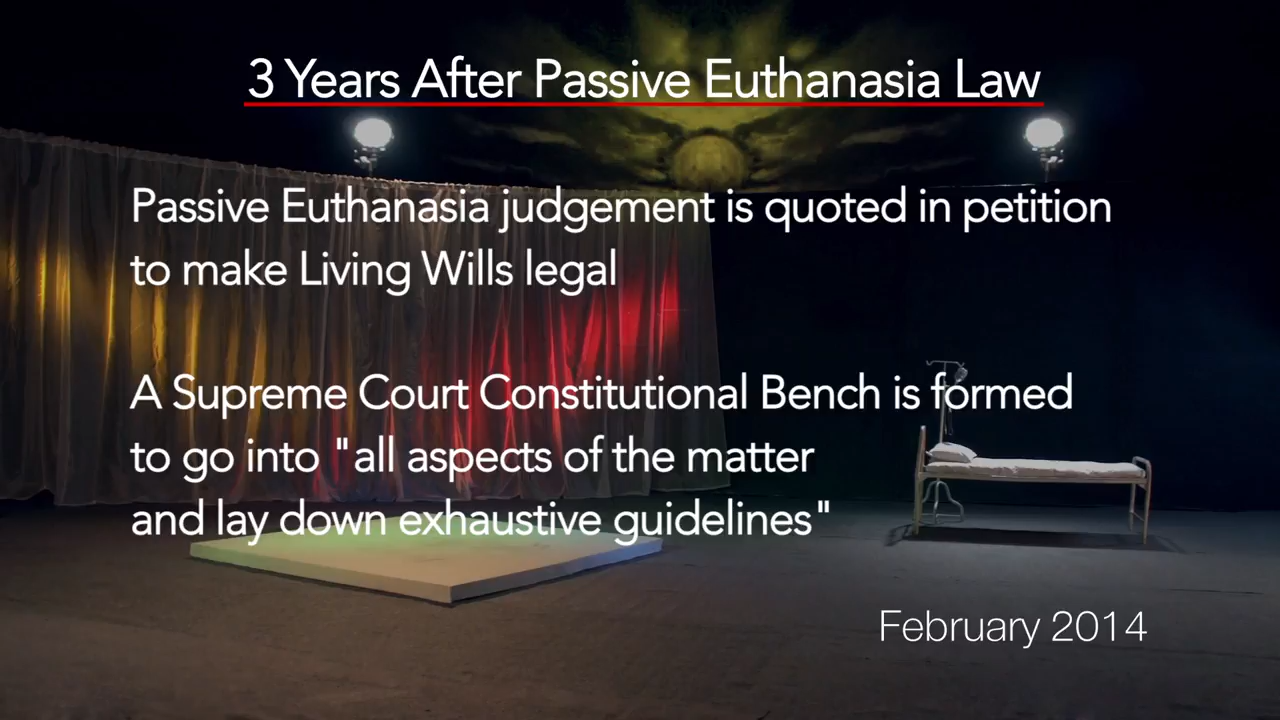 3 Years After Passive Euthanasia Law
Passive Euthanasia judgement is quoted in petition
to make Living Wills legal
A Supreme Court Constitutional Bench is formed
to go into "all aspects of the matter
and lay down exhaustive guidelines"
February 2014